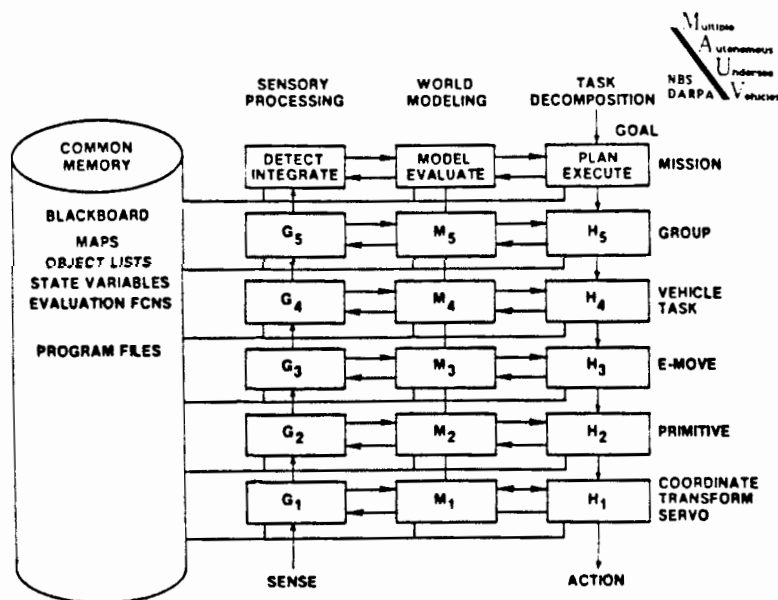 Multiple
Autonomous
Undersea
Vehicles
NBS
DARPA
SENSORY
PROCESSING
WORLD
MODELING
TASK
DECOMPOSITION
GOAL
COMMON
MEMORY
DETECT
INTEGRATE
MODEL
EVALUATE
PLAN
EXECUTE
MISSION
BLACKBOARD
MAPS
OBJECT LISTS
STATE VARIABLES
EVALUATION FCNS
PROGRAM FILES
G5
M5
H5
GROUP
G4
M4
H4
VEHICLE
TASK
G3
M3
H3
E-MOVE
G2
M2
H2
PRIMITIVE
G1
M1
H1
COORDINATE
TRANSFORM
SERVO
SENSE
ACTION